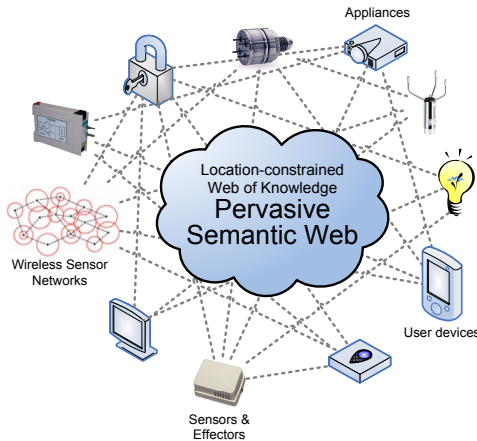 Appliances
Location-constrained
Web of Knowledge
Pervasive
Semantic Web
Wireless Sensor
Networks
User devices
Sensors &
Effectors